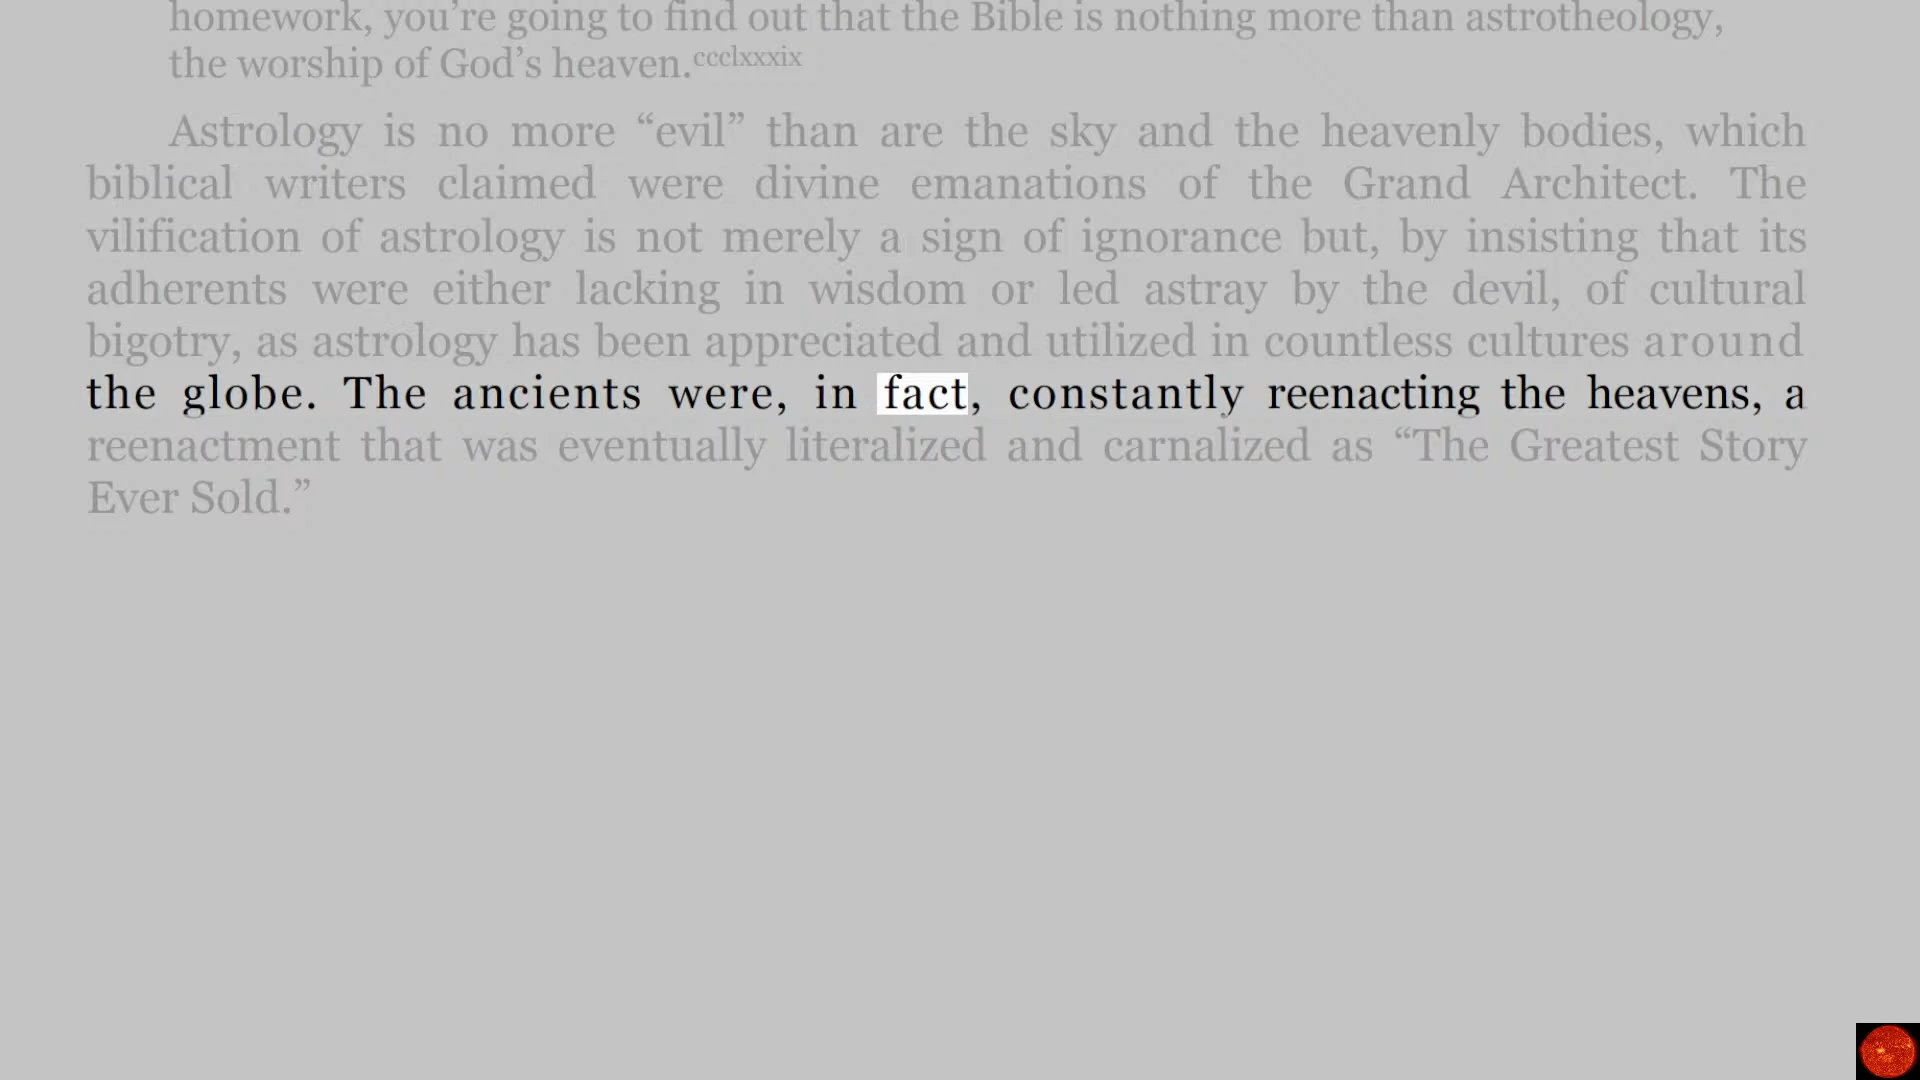 homework, you’re going to find out that the Bible is nothing more than astrotheology,
the worship of God’s heaven.ccclxxxix
Astrology is no more “evil” than are the sky and the heavenly bodies, which
biblical writers claimed were divine emanations of the Grand Architect. The
vilification of astrology is not merely a sign of ignorance but, by insisting that its
adherents were either lacking in wisdom or led astray by the devil, of cultural
bigotry, as astrology has been appreciated and utilized in countless cultures around
the globe. The ancients were, in fact, constantly reenacting the heavens, a
reenactment that was eventually literalized and carnalized as “The Greatest Story
Ever Sold.”